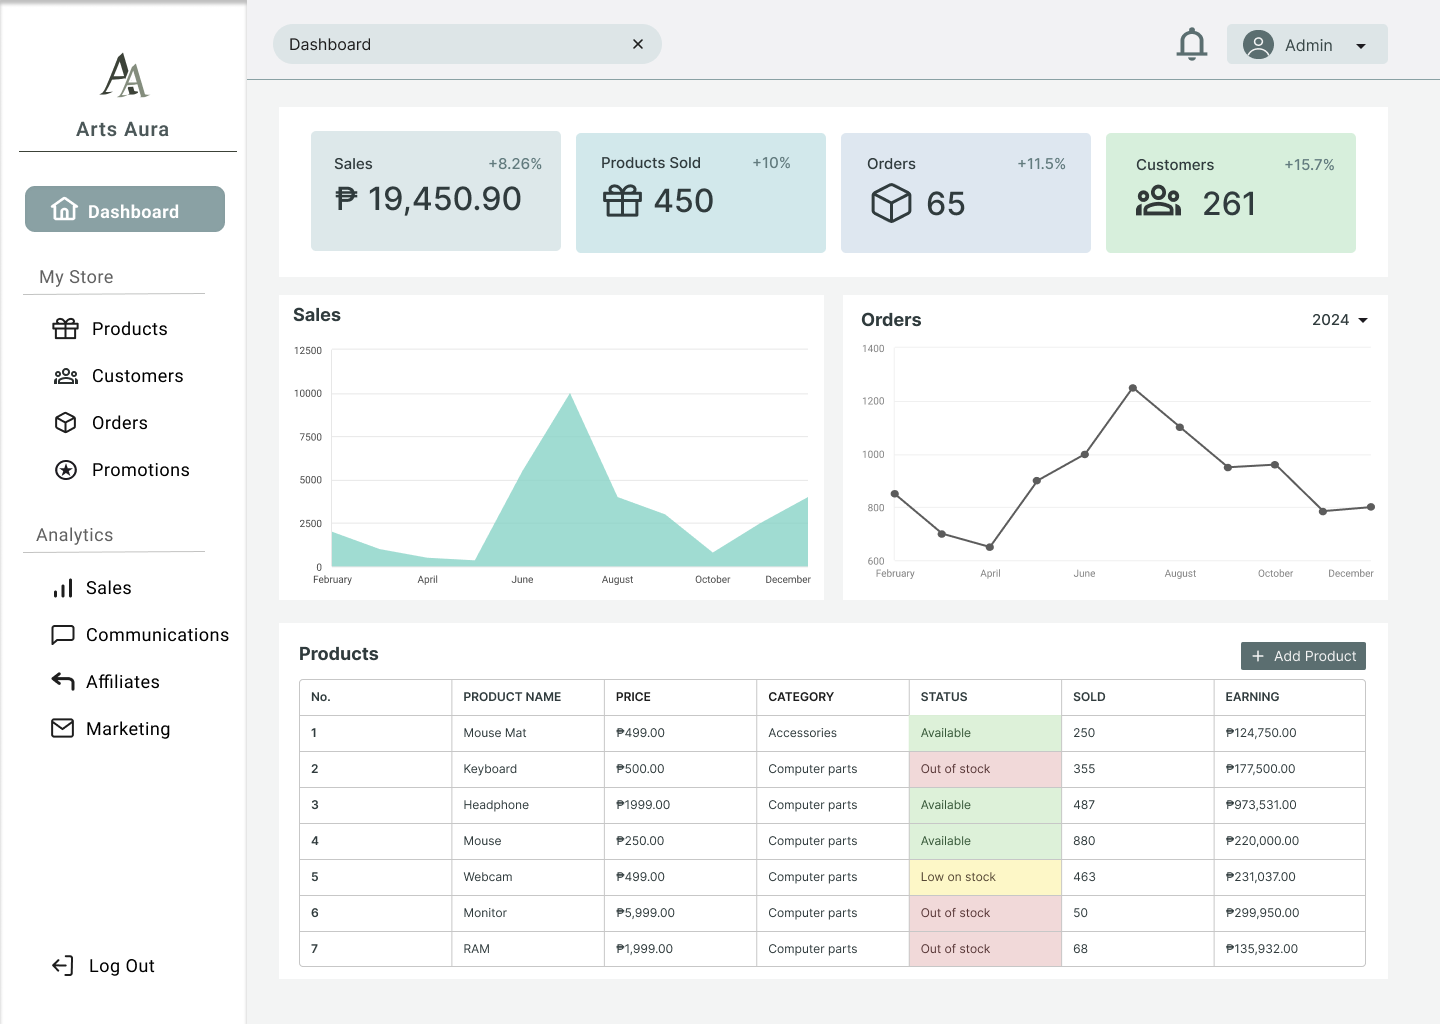 Arts Aura
Dashboard
My Store
Products
Customers
Orders
Promotions
Analytics
Sales
Communications
Affiliates
Marketing
Log Out
Dashboard
Admin
Sales +8.26%
₱ 19,450.90
Products Sold +10%
450
Orders +11.5%
65
Customers +15.7%
261
Sales
12500
10000
7500
5000
2500
0
February April June August October December
Orders 2024
1400
1200
1000
800
600
February April June August October December
Products + Add Product
No. PRODUCT NAME PRICE CATEGORY STATUS SOLD EARNING
1 Mouse Mat ₱499.00 Accessories Available 250 ₱124,750.00
2 Keyboard ₱500.00 Computer parts Out of stock 355 ₱177,500.00
3 Headphone ₱1999.00 Computer parts Available 487 ₱973,531.00
4 Mouse ₱250.00 Computer parts Available 880 ₱220,000.00
5 Webcam ₱499.00 Computer parts Low on stock 463 ₱231,037.00
6 Monitor ₱5,999.00 Computer parts Out of stock 50 ₱299,950.00
7 RAM ₱1,999.00 Computer parts Out of stock 68 ₱135,932.00